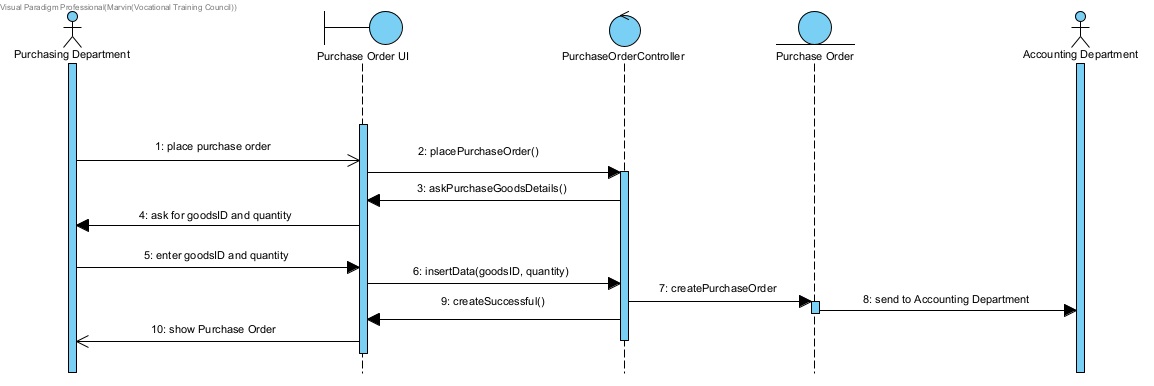 Visual Paradigm Professional(Marvin(Vocational Training Council))
Purchasing Department
Purchase Order UI
PurchaseOrderController
Purchase Order
Accounting Department
1: place purchase order
2: placePurchaseOrder()
3: askPurchaseGoodsDetails()
4: ask for goodsID and quantity
5: enter goodsID and quantity
6: insertData(goodsID, quantity)
7: createPurchaseOrder
8: send to Accounting Department
9: createSuccessful()
10: show Purchase Order